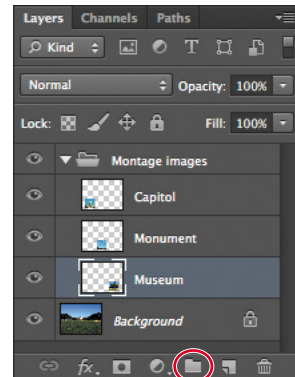 Layers Channels Paths
Kind T
Normal Opacity: 100%
Lock: Fill: 100%
Montage images
Capitol
Monument
Museum
Background
fx.